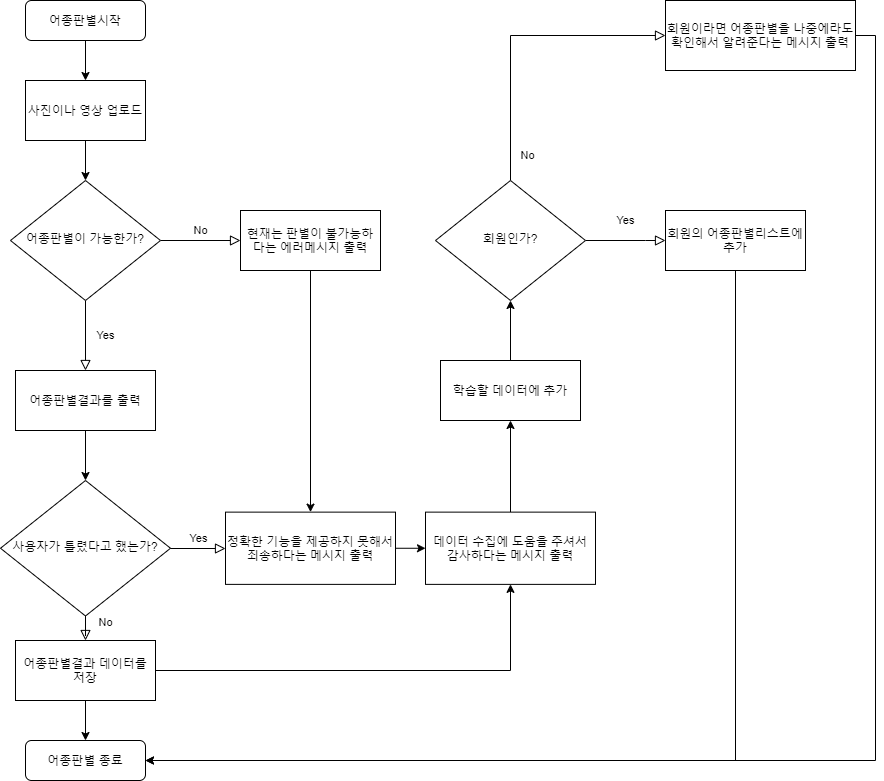 어종판별시작
회원이라면 어종판별을 나중에라도
확인해서 알려준다는 메시지 출력
사진이나 영상 업로드
No
어종판별이 가능한가?
No
현재는 판별이 불가능하
다는 에러메시지 출력
회원인가?
Yes
회원의 어종판별리스트에
추가
Yes
어종판별결과를 출력
학습할 데이터에 추가
사용자가 틀렸다고 했는가?
Yes
정확한 기능을 제공하지 못해서
죄송하다는 메시지 출력
데이터 수집에 도움을 주셔서
감사하다는 메시지 출력
No
어종판별결과 데이터를
저장
어종판별 종료